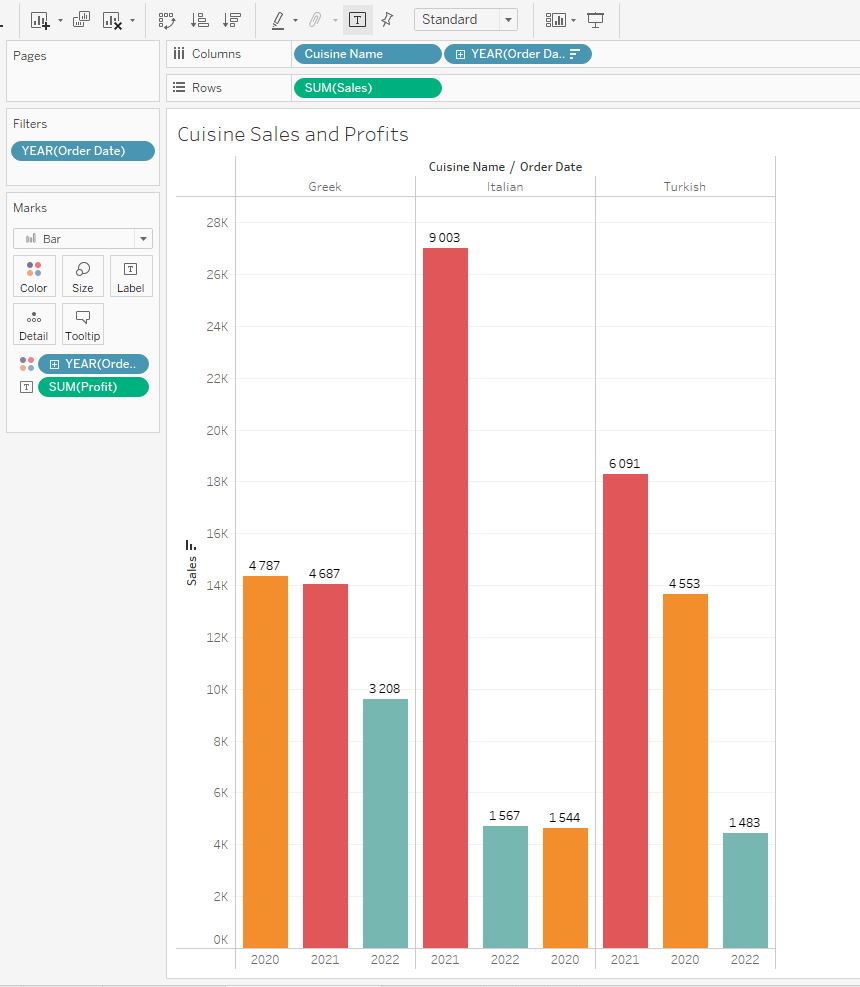 Standard
Pages
Columns
Cuisine Name
YEAR(Order Da..
Rows
SUM(Sales)
Filters
YEAR(Order Date)
Marks
Bar
Color
Size
Label
Detail
Tooltip
YEAR(Orde..
SUM(Profit)
Cuisine Sales and Profits
Cuisine Name / Order Date
Greek Italian Turkish
Sales
28K
26K
24K
22K
20K
18K
16K
14K
12K
10K
8K
6K
4K
2K
0K
4 787
4 687
3 208
9 003
1 567
1 544
6 091
4 553
1 483
2020 2021 2022 2021 2022 2020 2021 2020 2022